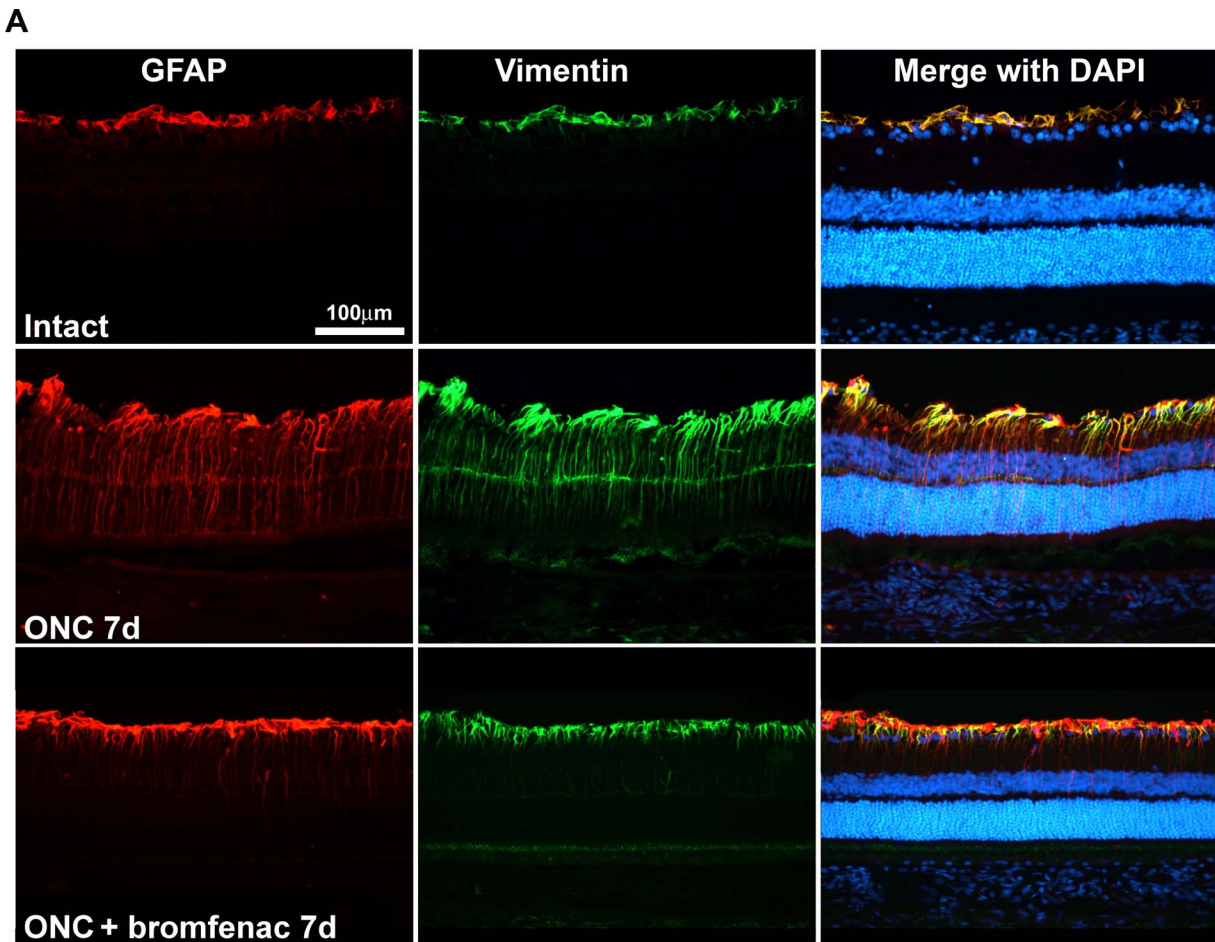 A
GFAP
Vimentin
Merge with DAPI
100μm
Intact
ONC 7d
ONC + bromfenac 7d